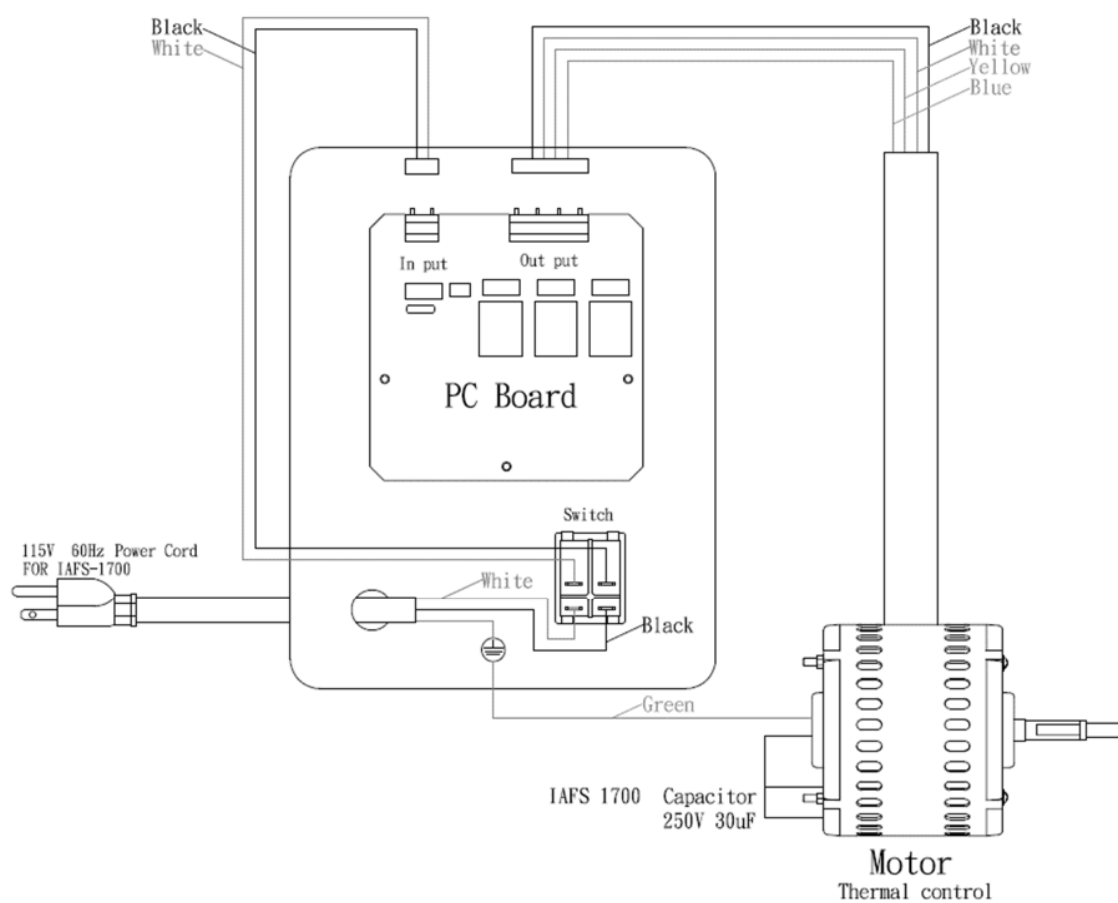 Black
White
Black
White
Yellow
Blue
In put
Out put
PC Board
Switch
115V 60Hz Power Cord
FOR IAFS-1700
White
Black
Green
IAFS 1700 Capacitor
250V 30uF
Motor
Thermal control